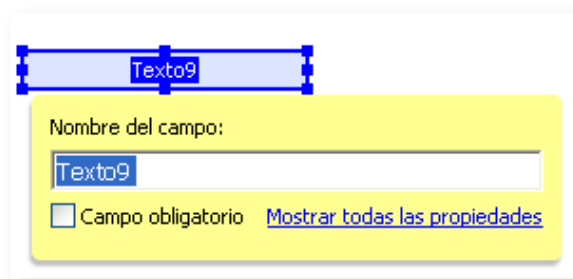 Texto9
Nombre del campo:
Texto9
Campo obligatorio Mostrar todas las propiedades